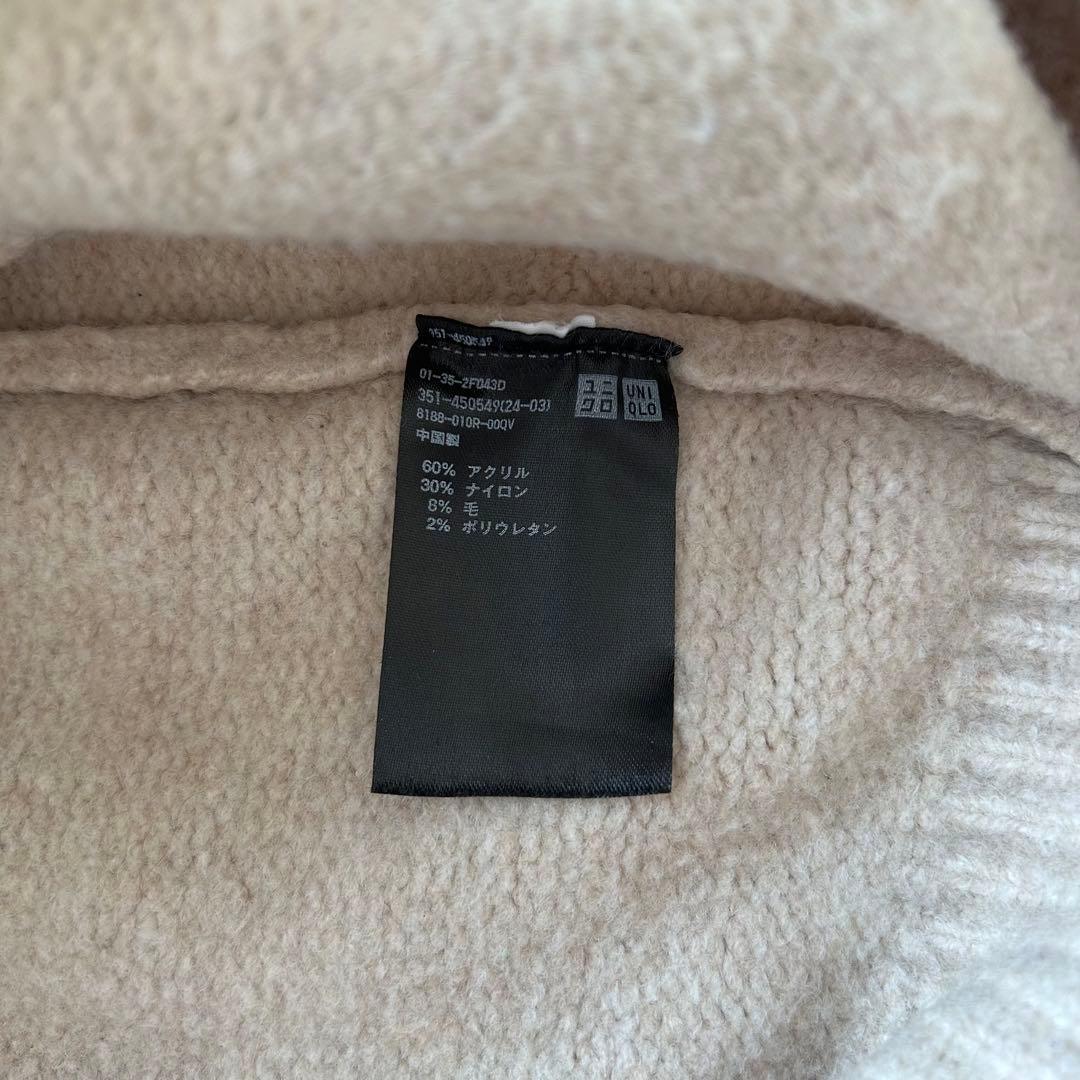 351-450549
01-35-2F043D
351-450549(24-03)
8188-010R-00QV
中国製
60% アクリル
30% ナイロン
8% 毛
2% ポリウレタン
ユニ
クロ
UNI
QLO